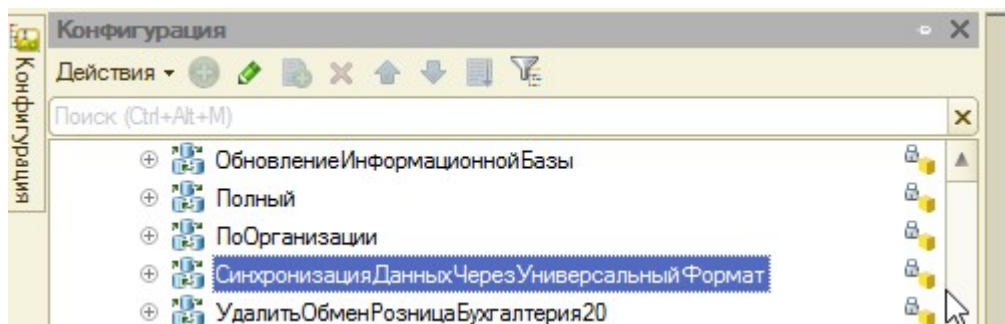 Конфигурация
Конфигурация
Действия
Поиск (Ctrl+Alt+M)
ОбновлениеИнформационнойБазы
Полный
ПоОрганизации
СинхронизацияДанныхЧерезУниверсальныйФормат
УдалитьОбменРозницаБухгалтерия20